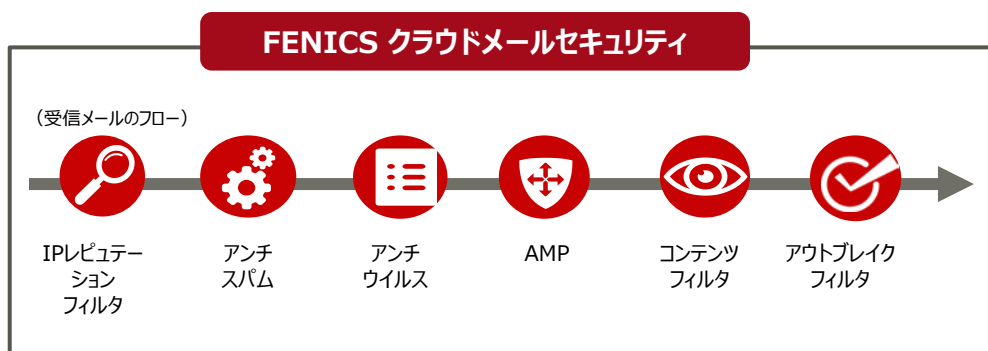 FENICS クラウドメールセキュリティ
（受信メールのフロー）
IPレピュテー
ション
フィルタ
アンチ
スパム
アンチ
ウイルス
AMP
コンテンツ
フィルタ
アウトブレイク
フィルタ